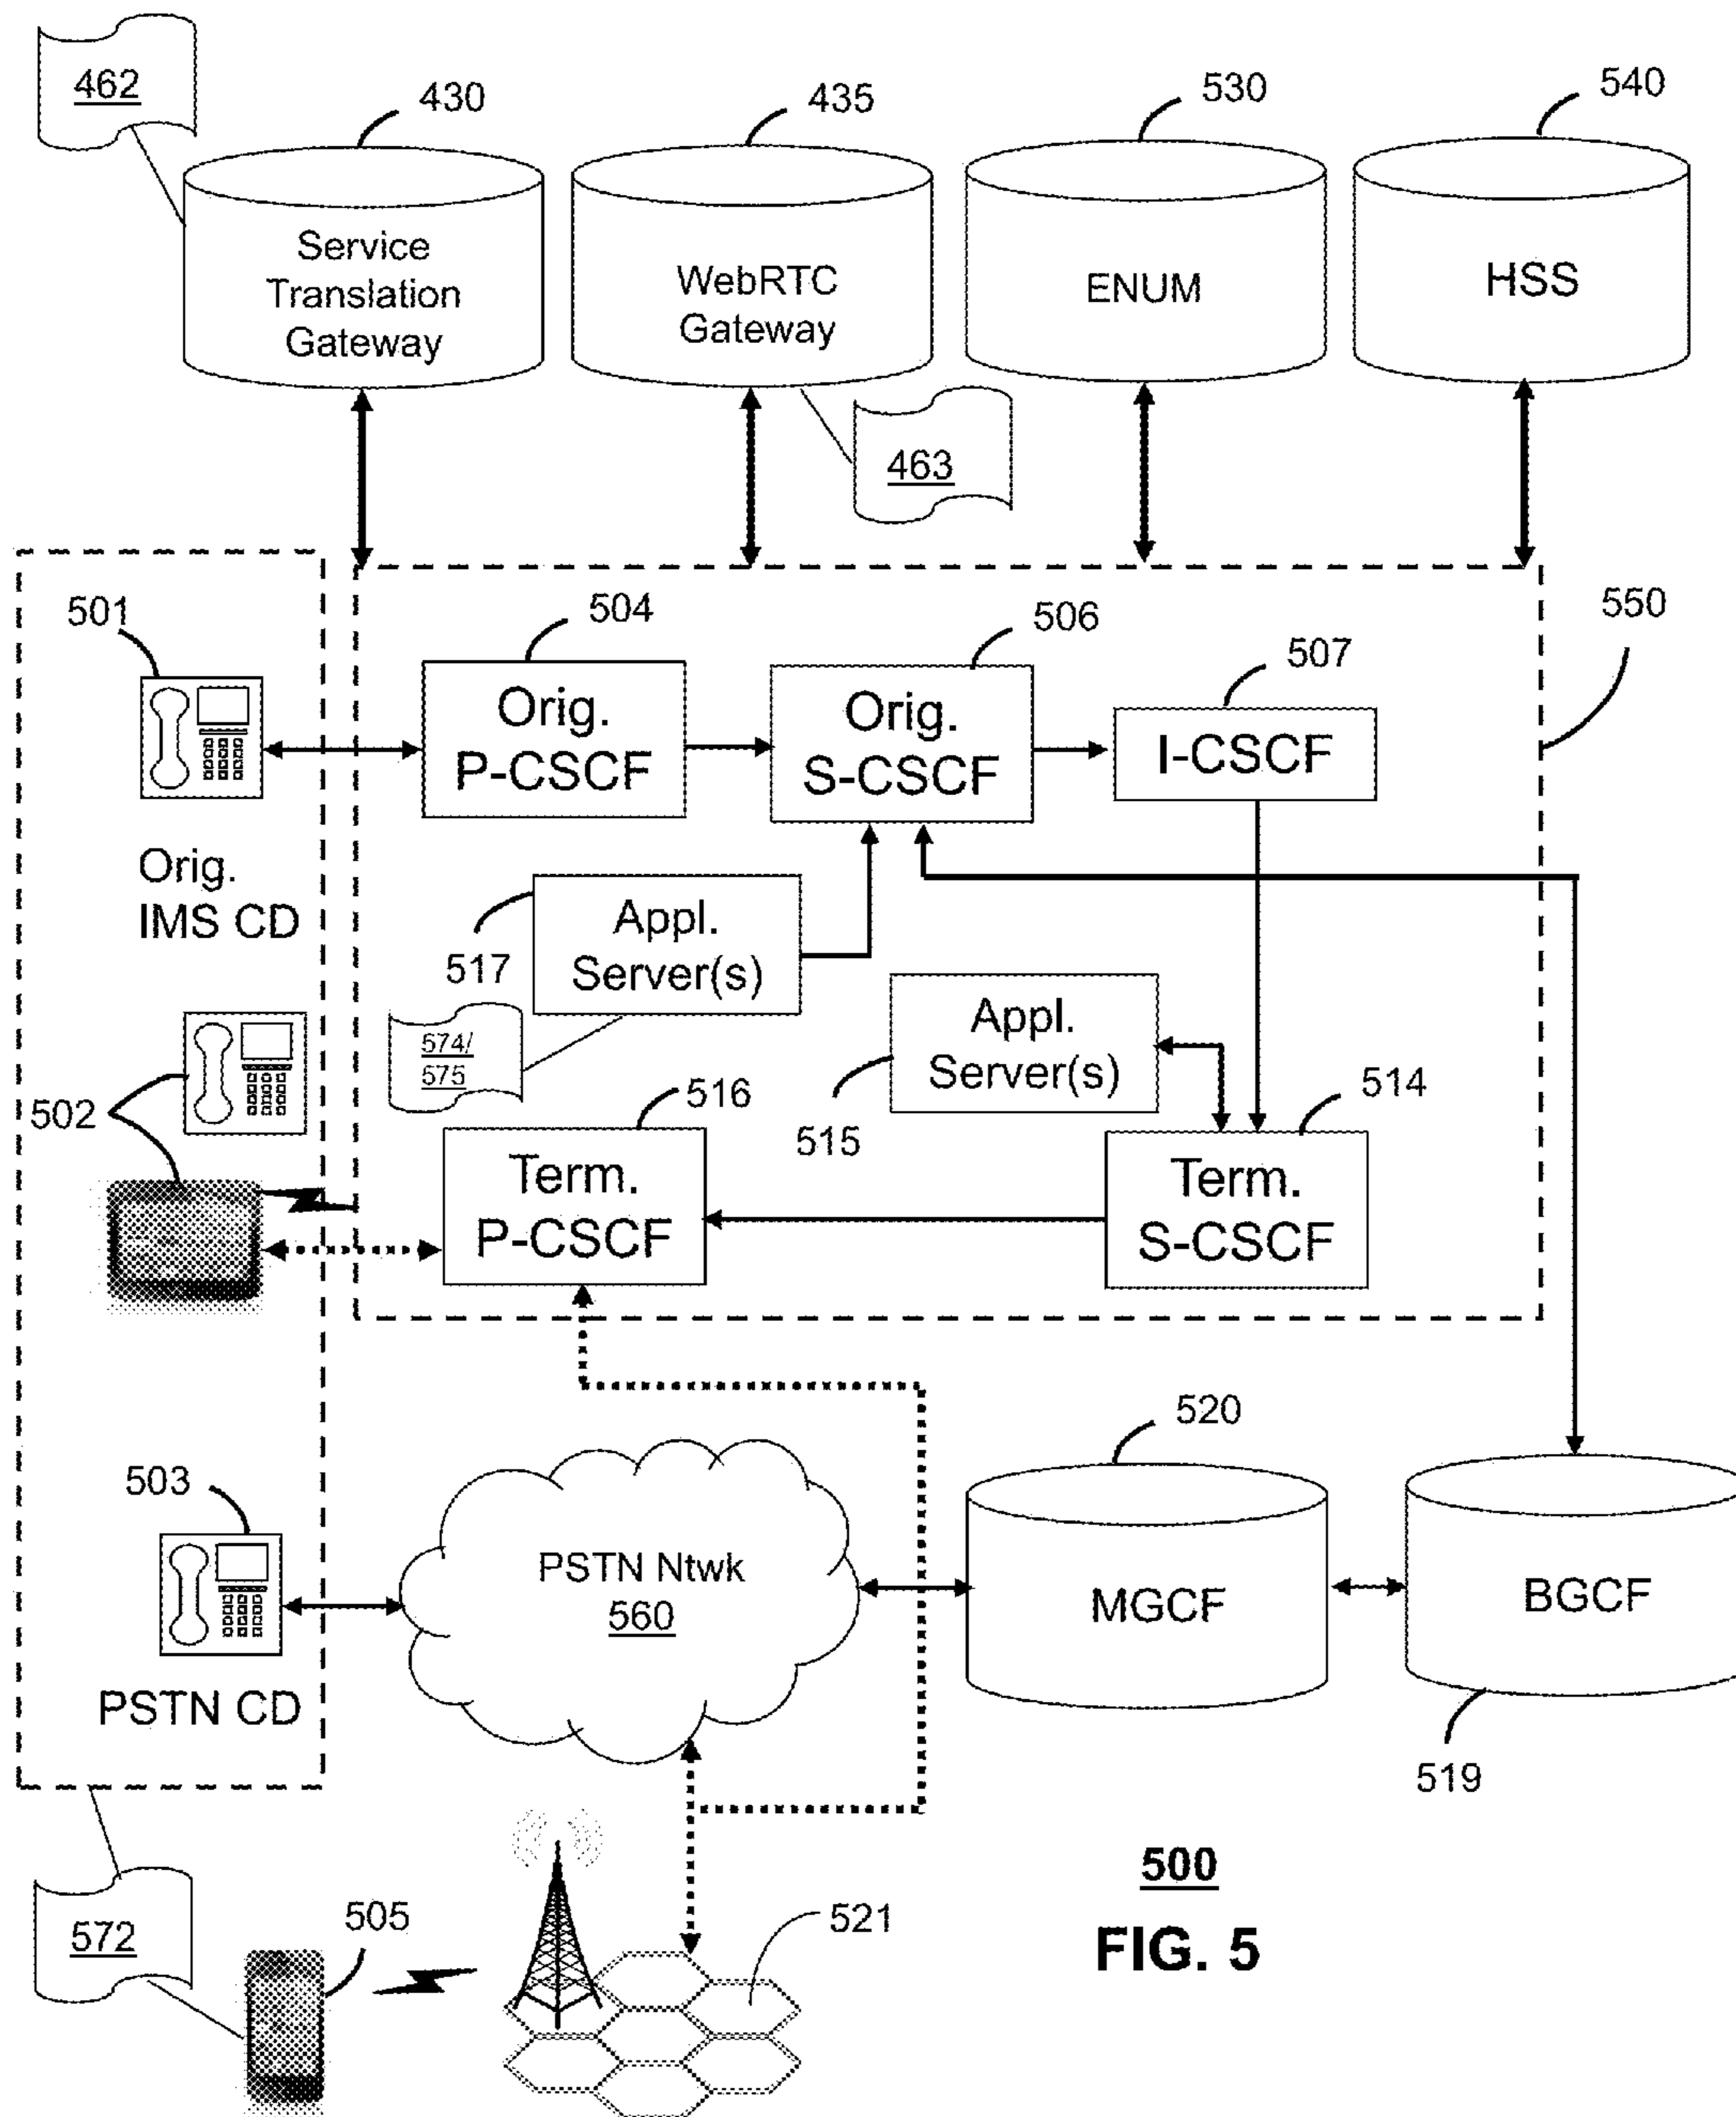 462
430
435
530
540
Service
Translation
Gateway
WebRTC
Gateway
ENUM
HSS
463
501
504
506
507
550
Orig.
P-CSCF
Orig.
S-CSCF
I-CSCF
Orig.
IMS CD
517
Appl.
Server(s)
574/
575
Appl.
Server(s)
515
502
516
514
Term.
P-CSCF
Term.
S-CSCF
520
503
PSTN Ntwk
560
MGCF
BGCF
PSTN CD
519
572
505
521
500
FIG. 5